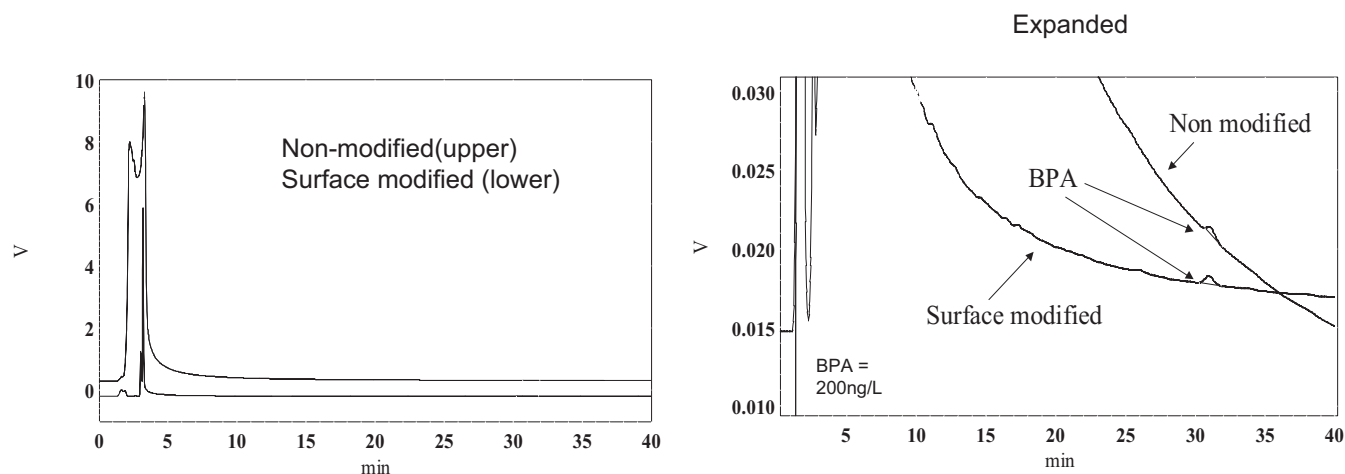 Expanded
10
8
6
4
2
0
V
Non-modified(upper)
Surface modified (lower)
0 5 10 15 20 25 30 35 40
min
0.030
0.025
0.020
0.015
0.010
V
Non modified
BPA
Surface modified
BPA =
200ng/L
5 10 15 20 25 30 35 40
min